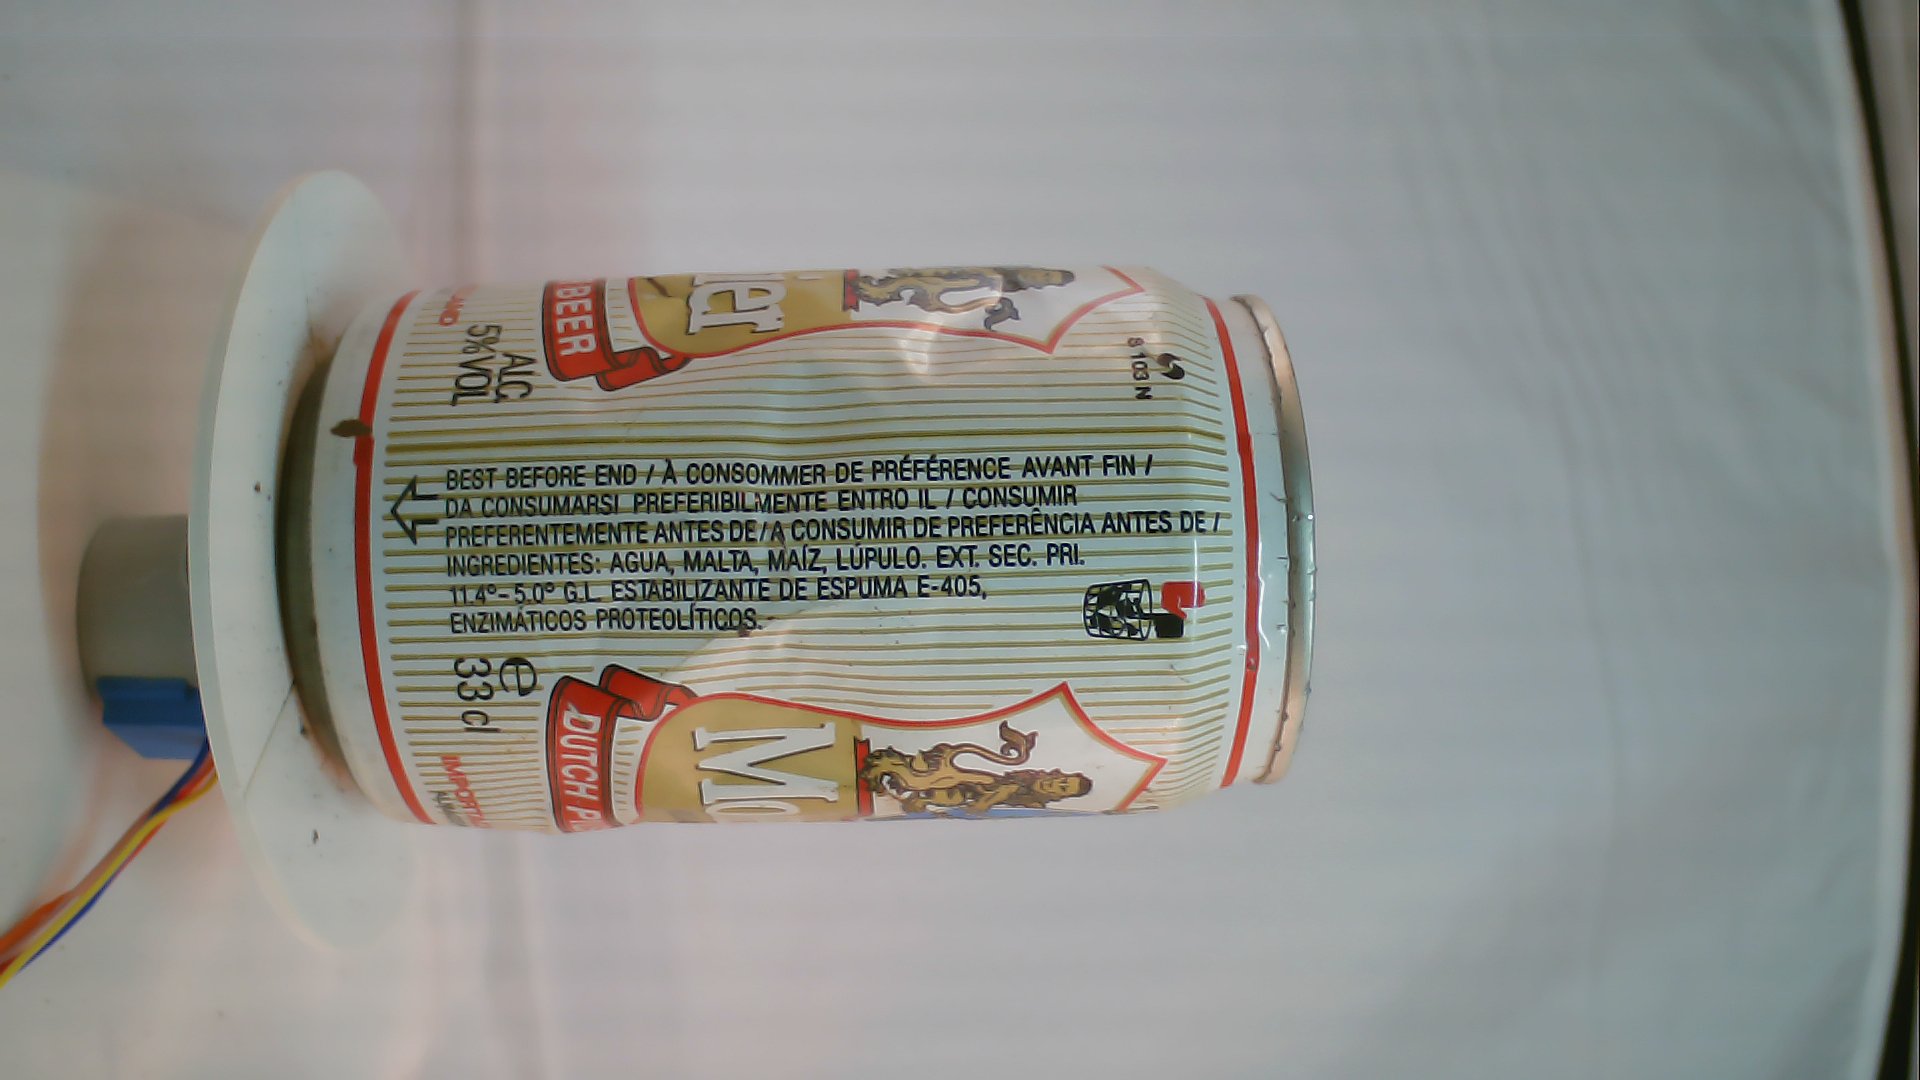 BEST BEFORE END / À CONSOMMER DE PRÉFÉRENCE AVANT FIN /
DA CONSUMARSI PREFERIBILMENTE ENTRO IL / CONSUMIR
PREFERENTEMENTE ANTES DE / A CONSUMIR DE PREFERÊNCIA ANTES DE /
INGREDIENTES: AGUA, MALTA, MAÍZ, LÚPULO. EXT. SEC. PRI.
11.4º-5.0º G.L. ESTABILIZANTE DE ESPUMA E-405,
ENZIMÁTICOS PROTEOLÍTICOS.
S 103 N
BEER
ALC.
5% VOL
e
33 cl
DUTCH